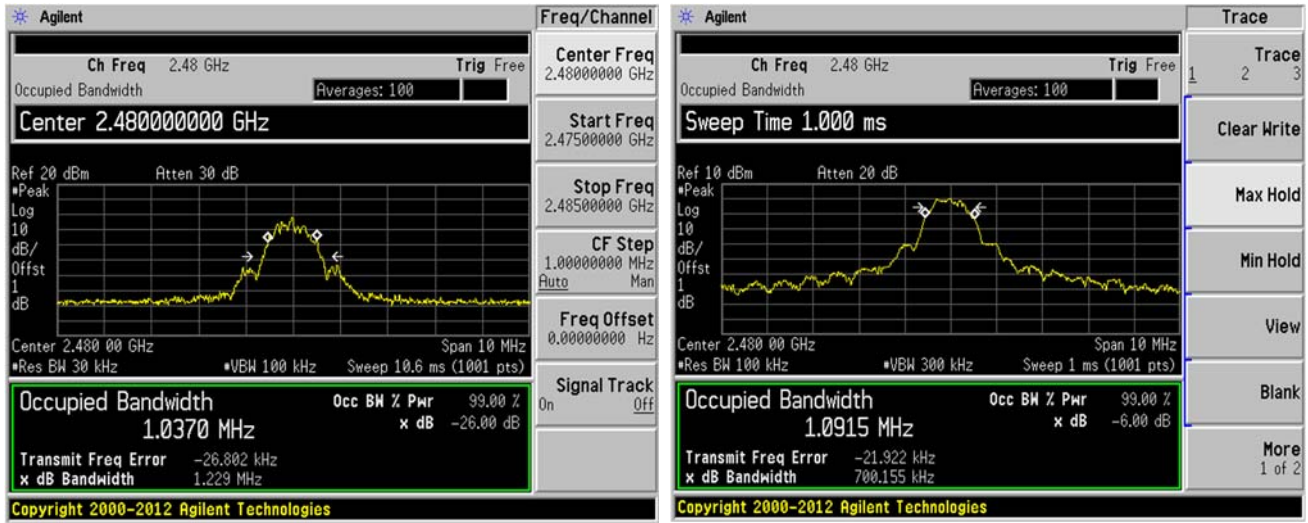 Agilent
Freq/Channel
Ch Freq 2.48 GHz Trig Free
Occupied Bandwidth Averages: 100
Center 2.480000000 GHz
Ref 20 dBm Atten 30 dB
#Peak
Log
10
dB/
Offst
1
dB
Center 2.480 00 GHz Span 10 MHz
#Res BW 30 kHz #VBW 100 kHz Sweep 10.6 ms (1001 pts)
Occupied Bandwidth Occ BW % Pwr 99.00 %
1.0370 MHz x dB -26.00 dB
Transmit Freq Error -26.802 kHz
x dB Bandwidth 1.229 MHz
Copyright 2000-2012 Agilent Technologies
Center Freq
2.48000000 GHz
Start Freq
2.47500000 GHz
Stop Freq
2.48500000 GHz
CF Step
1.00000000 MHz
Auto Man
Freq Offset
0.00000000 Hz
Signal Track
On Off
Agilent
Trace
Ch Freq 2.48 GHz Trig Free
Occupied Bandwidth Averages: 100
Sweep Time 1.000 ms
Ref 10 dBm Atten 20 dB
#Peak
Log
10
dB/
Offst
1
dB
Center 2.480 00 GHz Span 10 MHz
#Res BW 100 kHz #VBW 300 kHz Sweep 1 ms (1001 pts)
Occupied Bandwidth Occ BW % Pwr 99.00 %
1.0915 MHz x dB -6.00 dB
Transmit Freq Error -21.922 kHz
x dB Bandwidth 700.155 kHz
Copyright 2000-2012 Agilent Technologies
Trace
1 2 3
Clear Write
Max Hold
Min Hold
View
Blank
More
1 of 2